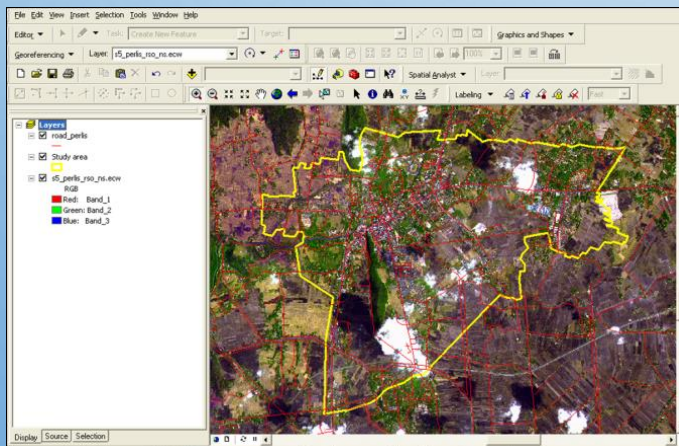 File Edit View Insert Selection Tools Window Help
Editor Task: Create New Feature Target: Graphics and Shapes
Georeferencing Layer: s5_perlis_rso_ns.ecw 100%
Spatial Analyst Layer:
Labeling Fast
Layers
road_perlis
Study area
s5_perlis_rso_ns.ecw
RGB
Red: Band_1
Green: Band_2
Blue: Band_3
Display Source Selection